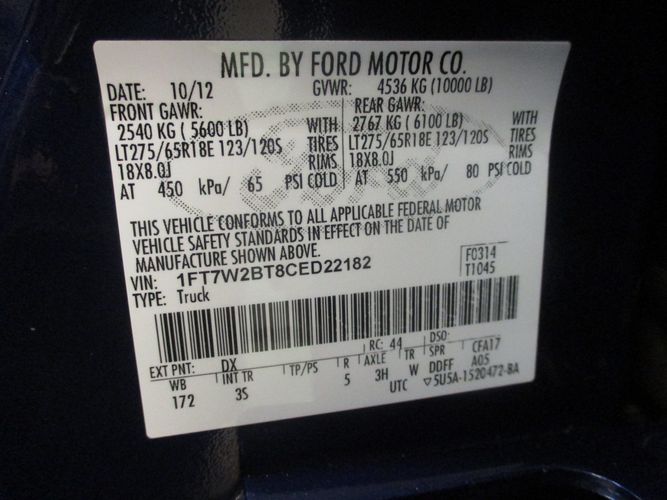 MFD. BY FORD MOTOR CO.
DATE: 10/12 GVWR: 4536 KG (10000 LB)
FRONT GAWR: REAR GAWR:
2540 KG ( 5600 LB) WITH 2767 KG ( 6100 LB) WITH
LT275/65R18E 123/120S TIRES LT275/65R18E 123/120S TIRES
18X8.0J RIMS 18X8.0J RIMS
AT 450 kPa/ 65 PSI COLD AT 550 kPa/ 80 PSI COLD
THIS VEHICLE CONFORMS TO ALL APPLICABLE FEDERAL MOTOR
VEHICLE SAFETY STANDARDS IN EFFECT ON THE DATE OF
MANUFACTURE SHOWN ABOVE.
VIN: 1FT7W2BT8CED22182 F0314
TYPE: Truck T1045
EXT PNT: DX RC: 44 DSO:
WB INT TR TP/PS R AXLE TR SPR CFA17
172 3S 5 3H W DDFF A05
UTC ▽5U5A-1520472-BA